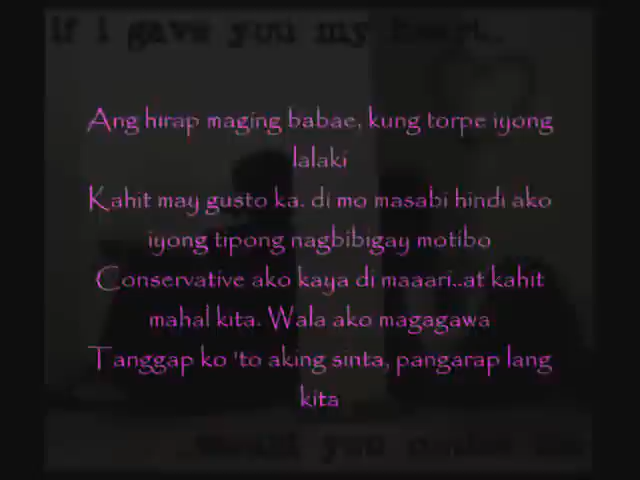 if i gave you my heart.
Ang hirap maging babae, kung torpe iyong
lalaki
Kahit may gusto ka. di mo masabi hindi ako
iyong tipong nagbibigay motibo
Conservative ako kaya di maaari..at kahit
mahal kita. Wala ako magagawa
Tanggap ko 'to aking sinta, pangarap lang
kita
would you